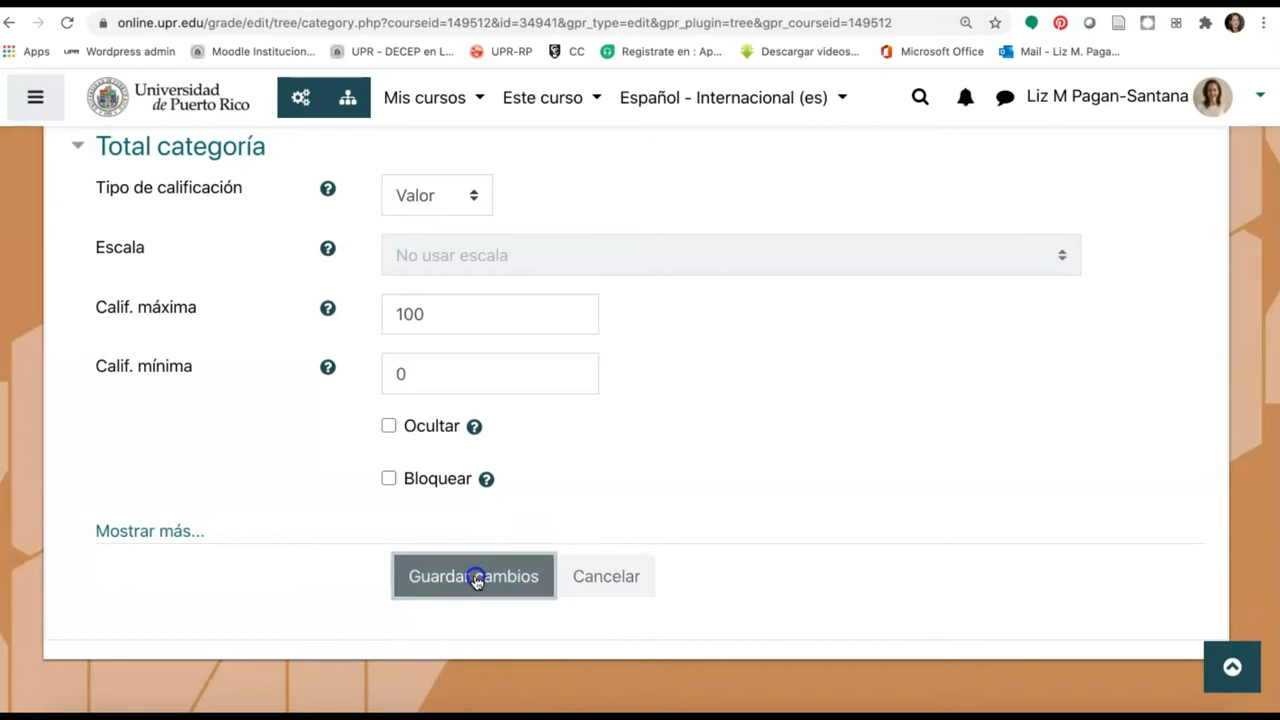 online.upr.edu/grade/edit/tree/category.php?courseid=149512&id=34941&gpr_type=edit&gpr_plugin=tree&gpr_courseid=149512
Apps Wordpress admin Moodle Institucion... UPR - DECEP en L... UPR-RP CC Registrate en : Ap... Descargar videos... Microsoft Office Mail - Liz M. Paga...
Universidad de Puerto Rico Mis cursos Este curso Español - Internacional (es) Liz M Pagan-Santana
Total categoría
Tipo de calificación Valor
Escala No usar escala
Calif. máxima 100
Calif. mínima 0
Ocultar
Bloquear
Mostrar más...
Guardar cambios Cancelar